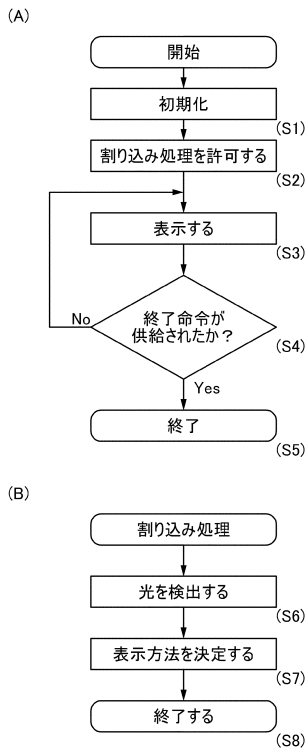 (A)
開始
初期化
(S1)
割り込み処理を許可する
(S2)
表示する
(S3)
終了命令が
供給されたか？
No
(S4)
Yes
終了
(S5)
(B)
割り込み処理
光を検出する
(S6)
表示方法を決定する
(S7)
終了する
(S8)